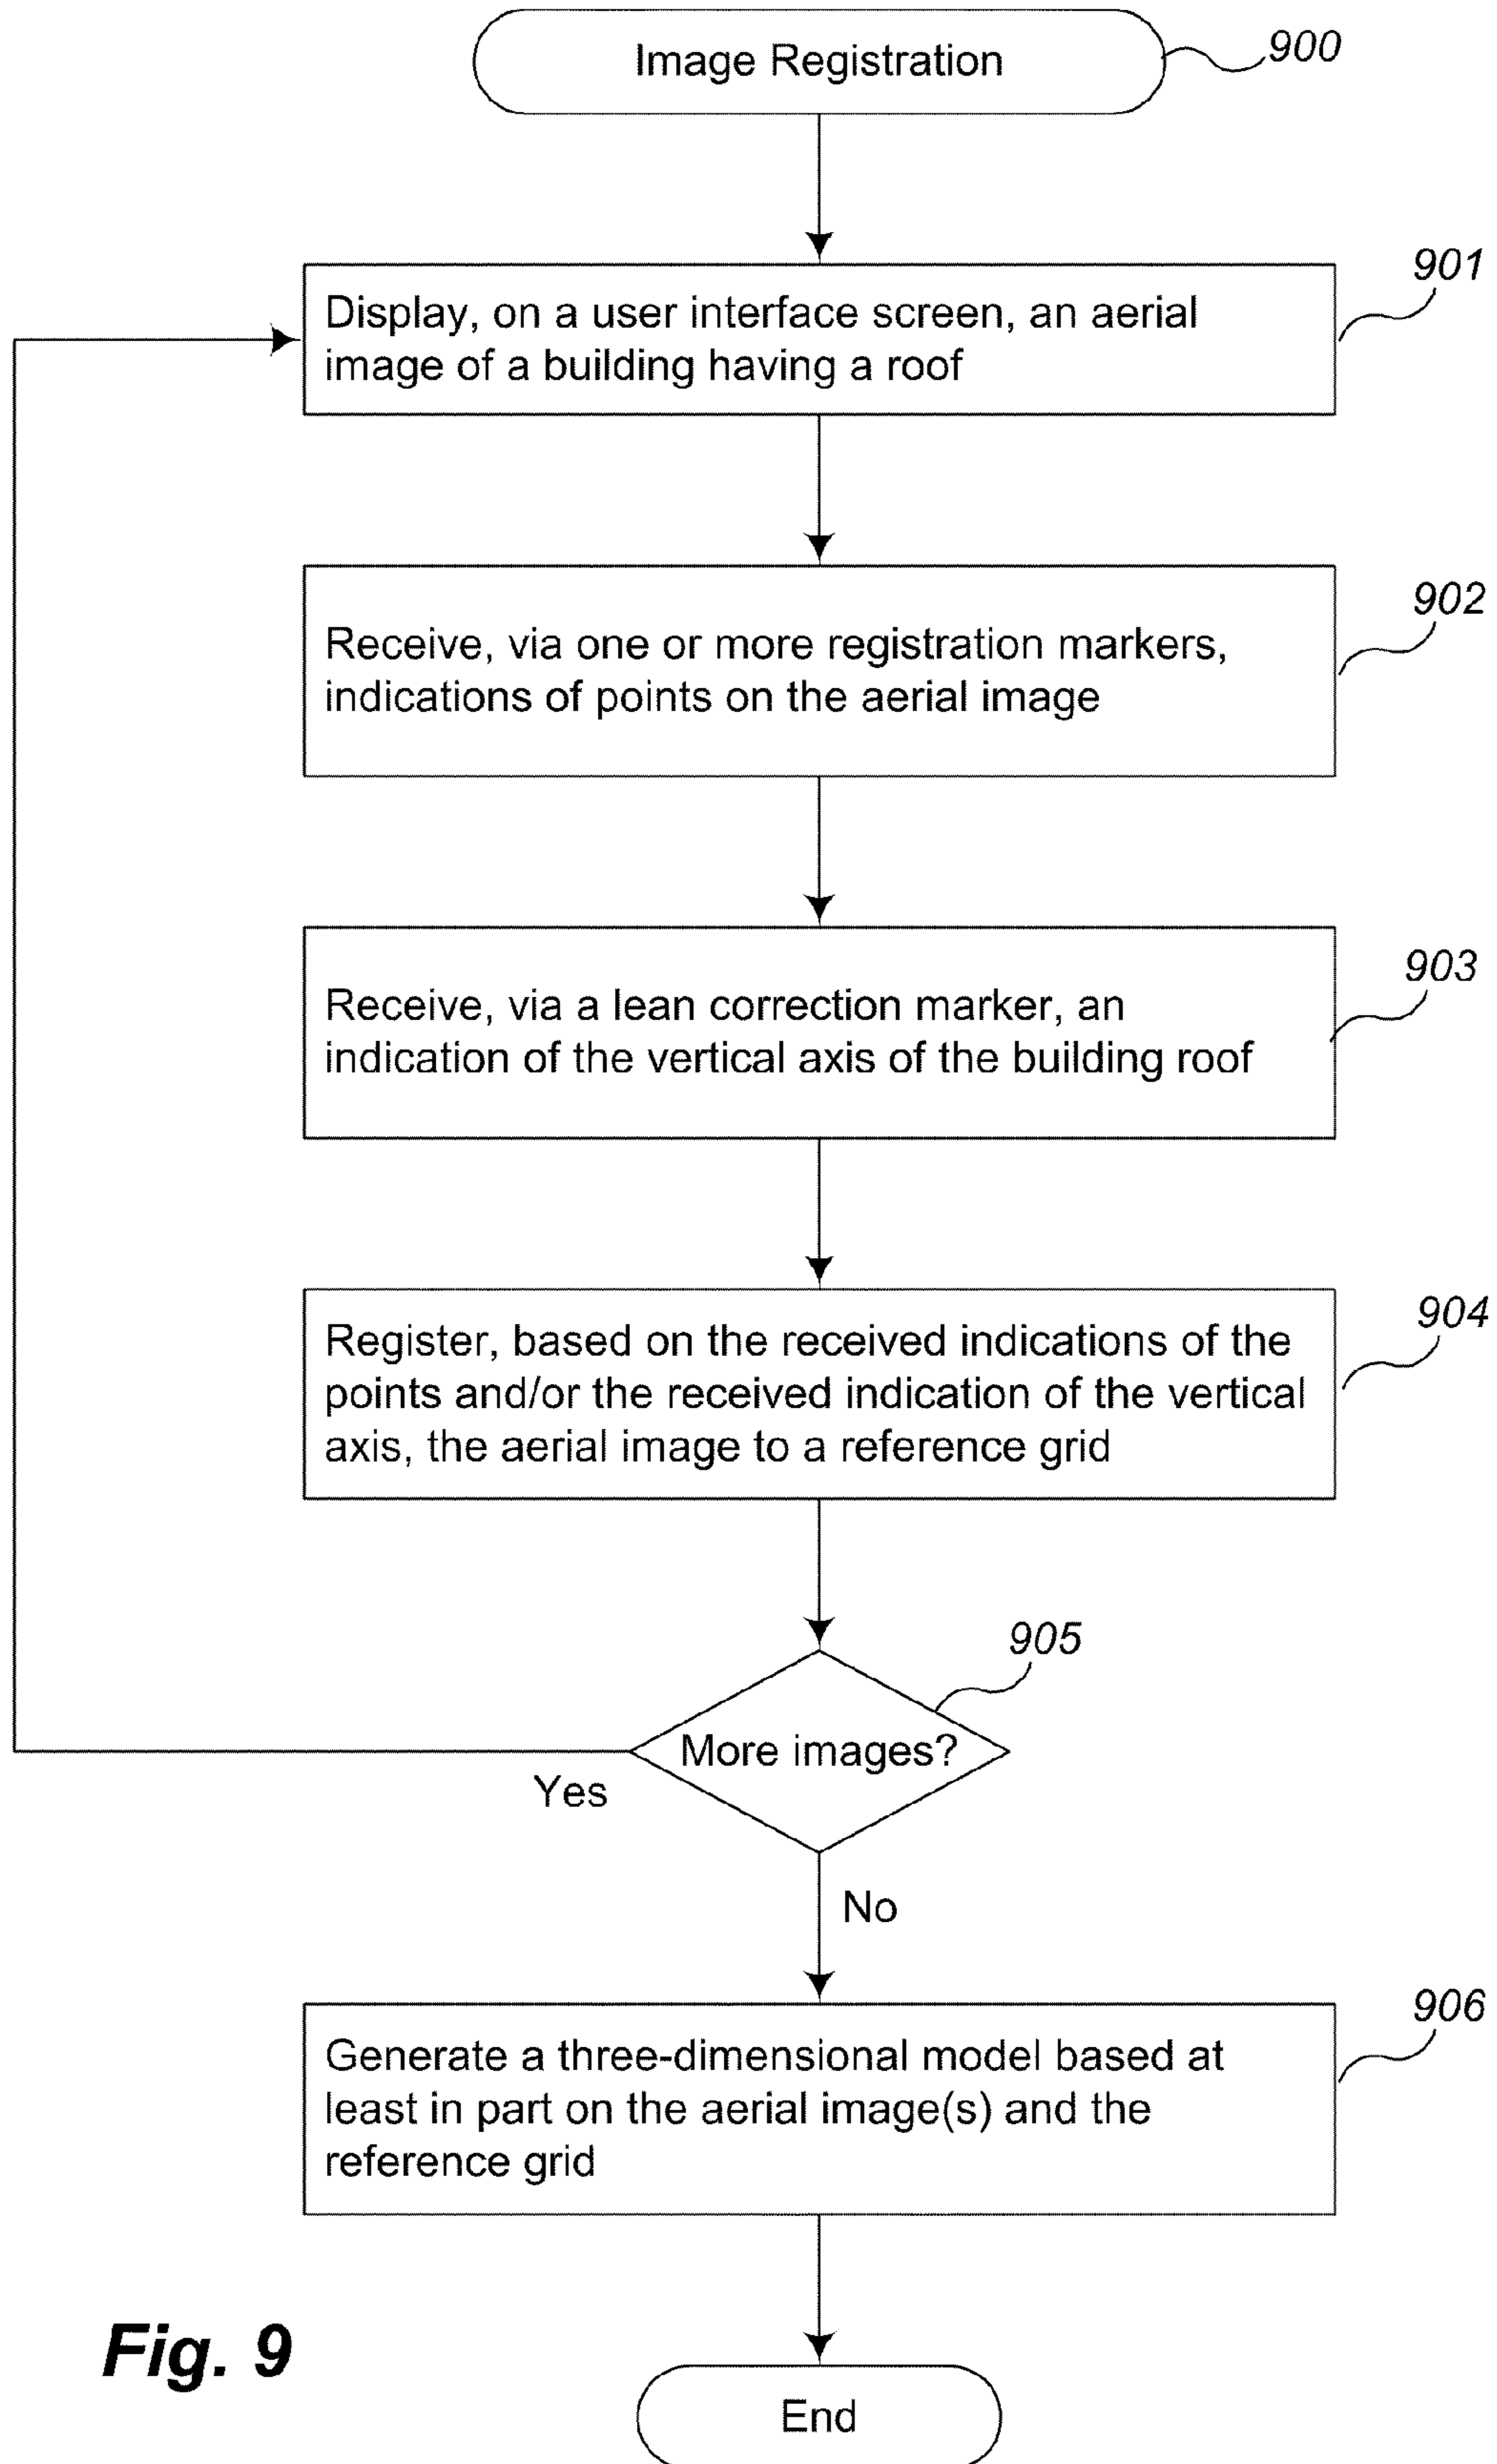 Image Registration
900
901
Display, on a user interface screen, an aerial
image of a building having a roof
902
Receive, via one or more registration markers,
indications of points on the aerial image
903
Receive, via a lean correction marker, an
indication of the vertical axis of the building roof
904
Register, based on the received indications of the
points and/or the received indication of the vertical
axis, the aerial image to a reference grid
905
More images?
Yes
No
906
Generate a three-dimensional model based at
least in part on the aerial image(s) and the
reference grid
Fig. 9
End